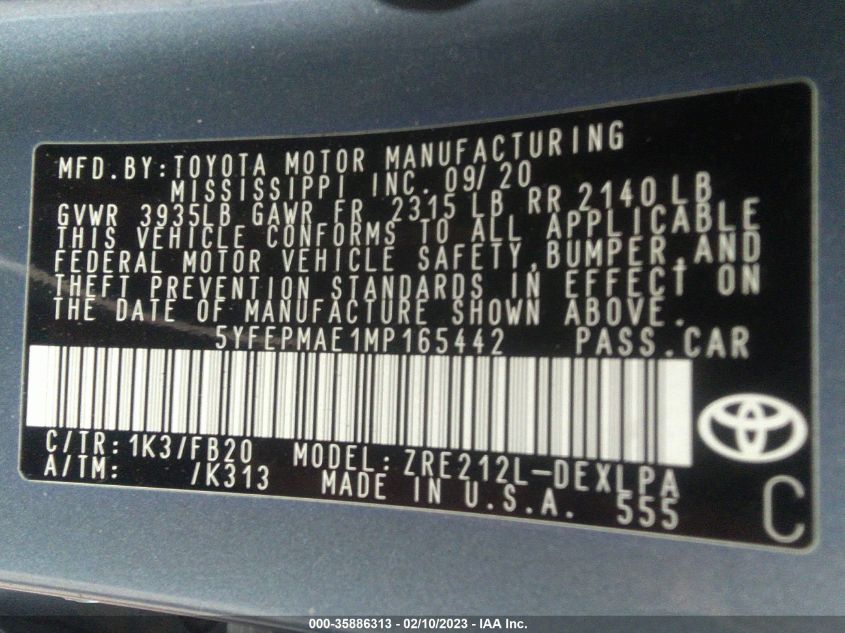 MFD.BY:TOYOTA MOTOR MANUFACTURING
MISSISSIPPI INC. 09/20
GVWR 3935LB GAWR FR 2315 LB RR 2140 LB
THIS VEHICLE CONFORMS TO ALL APPLICABLE
FEDERAL MOTOR VEHICLE SAFETY,BUMPER,AND
THEFT PREVENTION STANDARDS IN EFFECT ON
THE DATE OF MANUFACTURE SHOWN ABOVE.
5YFEPMAE1MP165442 PASS.CAR
C/TR:1K3/FB20 MODEL:ZRE212L-DEXLPA
A/TM: /K313 MADE IN U.S.A. 555
C
000-35886313 - 02/10/2023 - IAA Inc.